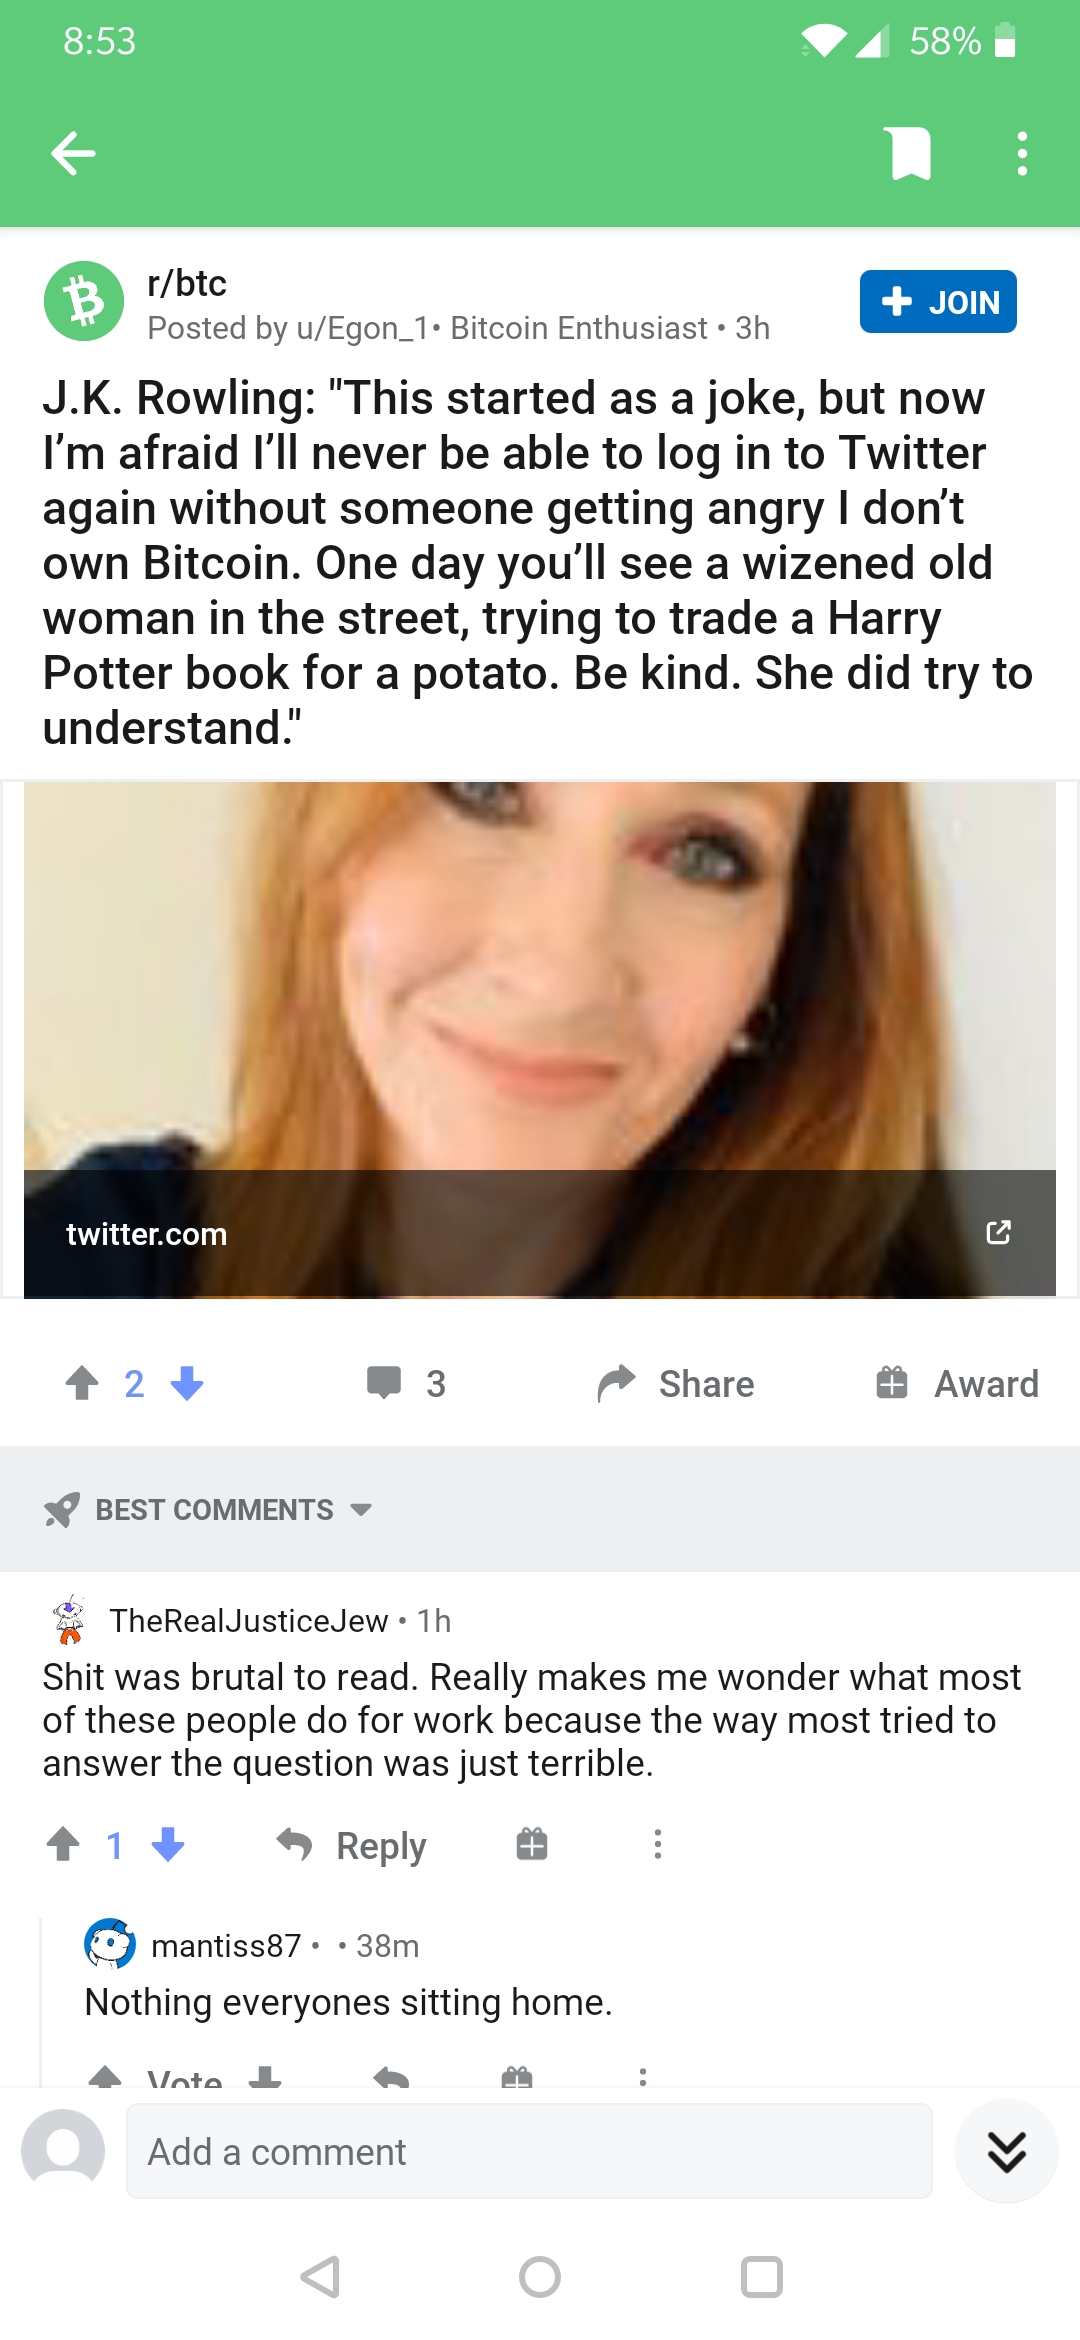 8:53
58%
r/btc
Posted by u/Egon_1• Bitcoin Enthusiast • 3h
+ JOIN
J.K. Rowling: "This started as a joke, but now
I’m afraid I’ll never be able to log in to Twitter
again without someone getting angry I don’t
own Bitcoin. One day you’ll see a wizened old
woman in the street, trying to trade a Harry
Potter book for a potato. Be kind. She did try to
understand."
twitter.com
2
3
Share
Award
BEST COMMENTS
TheRealJusticeJew • 1h
Shit was brutal to read. Really makes me wonder what most
of these people do for work because the way most tried to
answer the question was just terrible.
1
Reply
mantiss87 • • 38m
Nothing everyones sitting home.
Vote
Add a comment